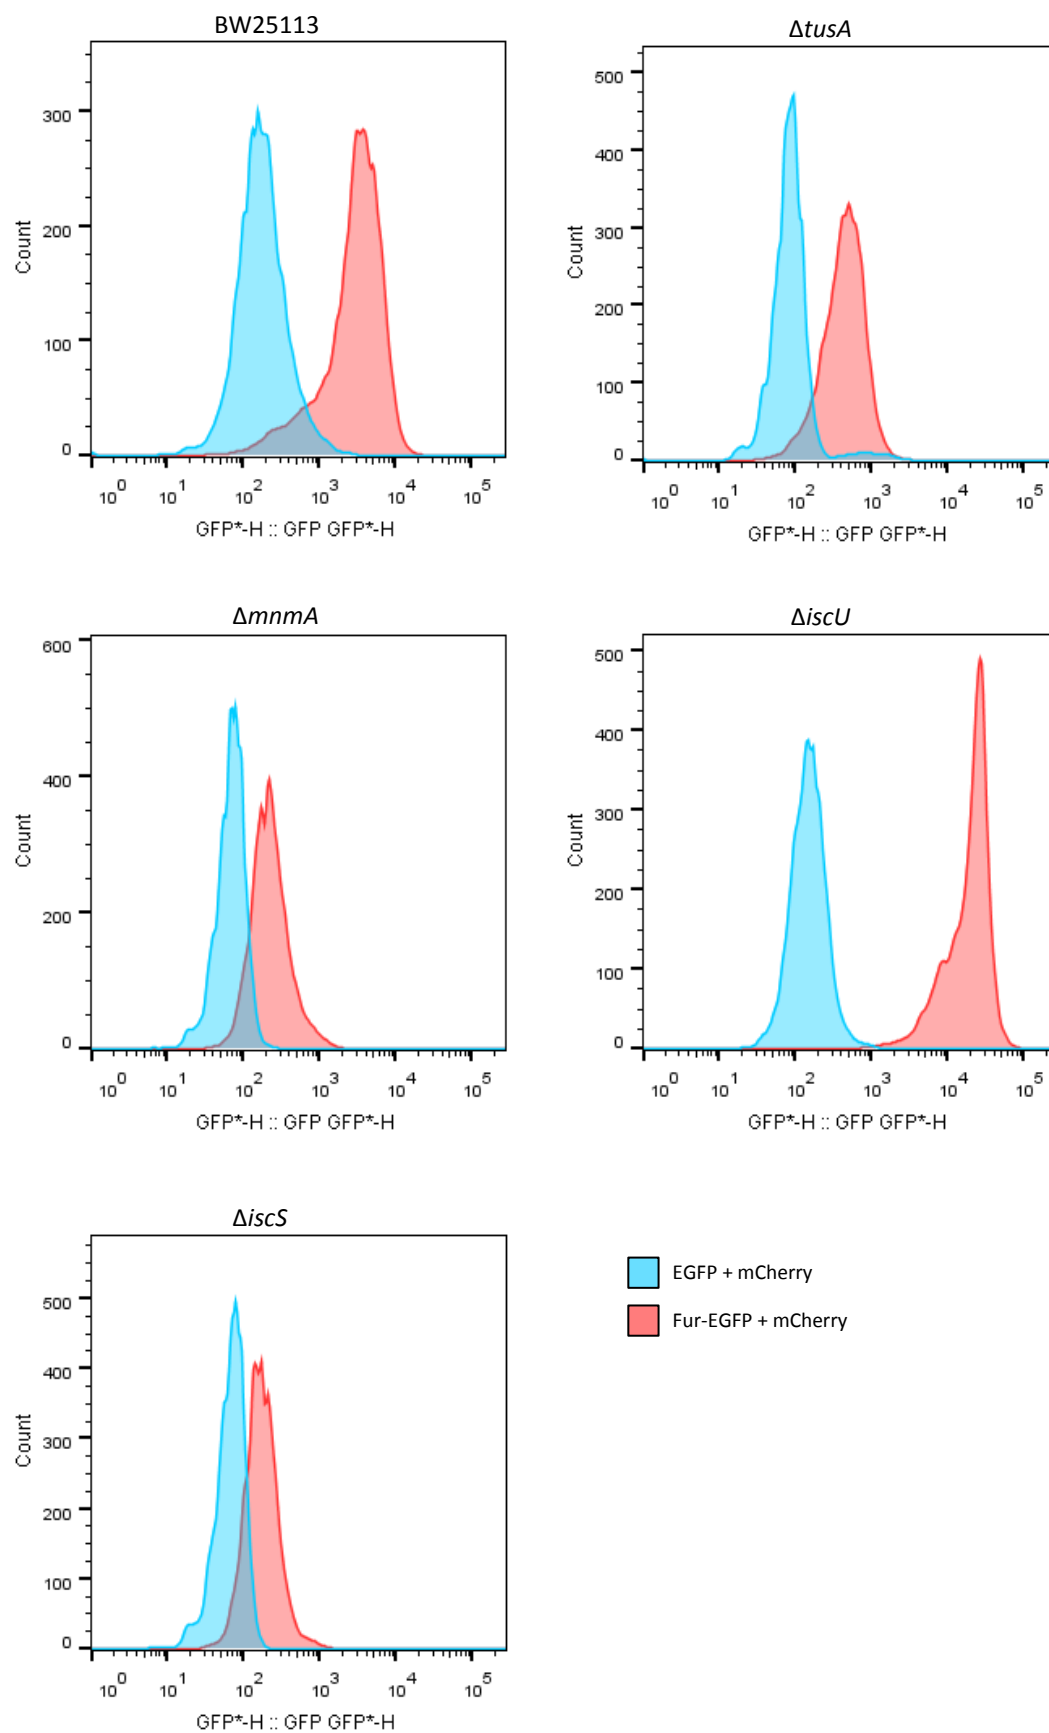 BW25113
300
200
100
0
Count
10^0 10^1 10^2 10^3 10^4 10^5
GFP*-H :: GFP GFP*-H
ΔtusA
500
400
300
200
100
0
Count
10^0 10^1 10^2 10^3 10^4 10^5
GFP*-H :: GFP GFP*-H
ΔmnmA
600
400
200
0
Count
10^0 10^1 10^2 10^3 10^4 10^5
GFP*-H :: GFP GFP*-H
ΔiscU
500
400
300
200
100
0
Count
10^0 10^1 10^2 10^3 10^4 10^5
GFP*-H :: GFP GFP*-H
ΔiscS
500
400
300
200
100
0
Count
10^0 10^1 10^2 10^3 10^4 10^5
GFP*-H :: GFP GFP*-H
EGFP + mCherry
Fur-EGFP + mCherry